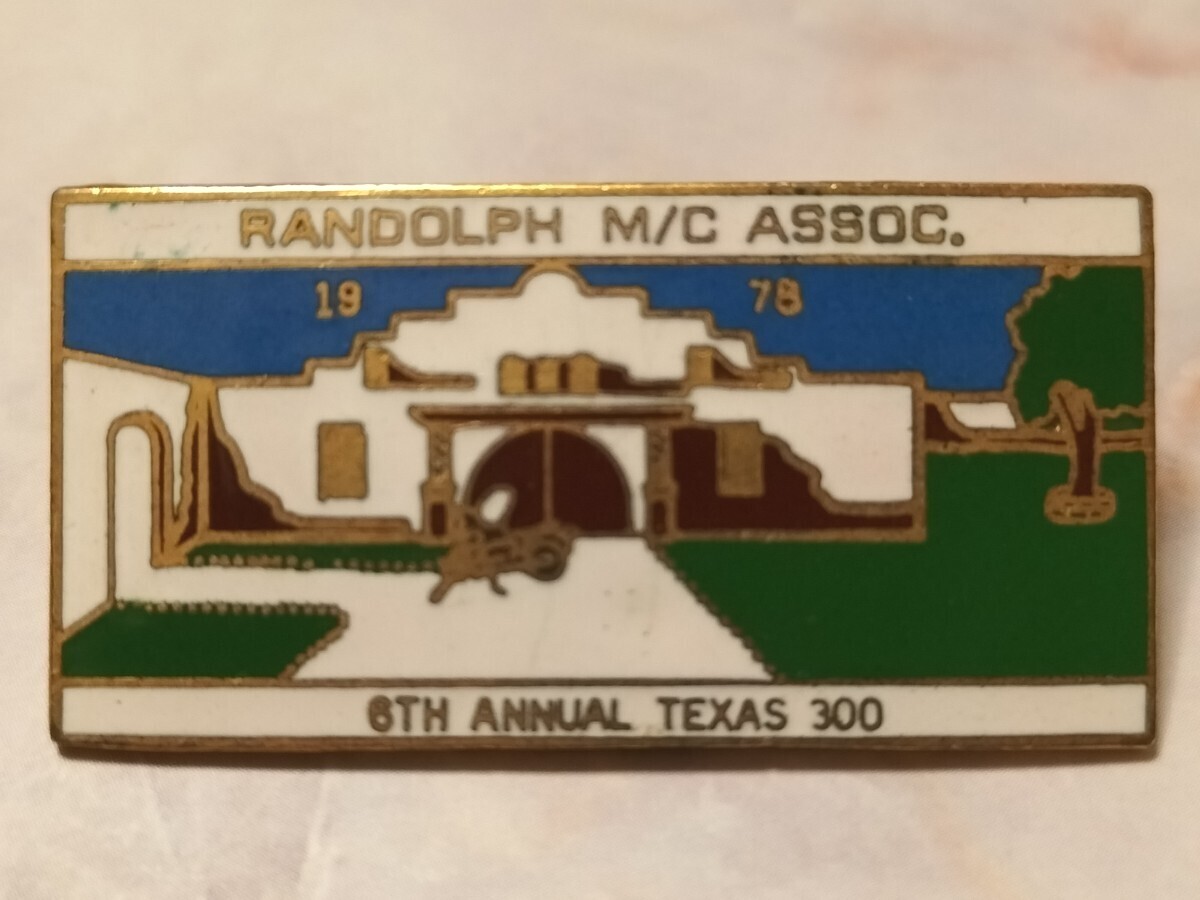 RANDOLPH M/C ASSOC.
19 78
6TH ANNUAL TEXAS 300